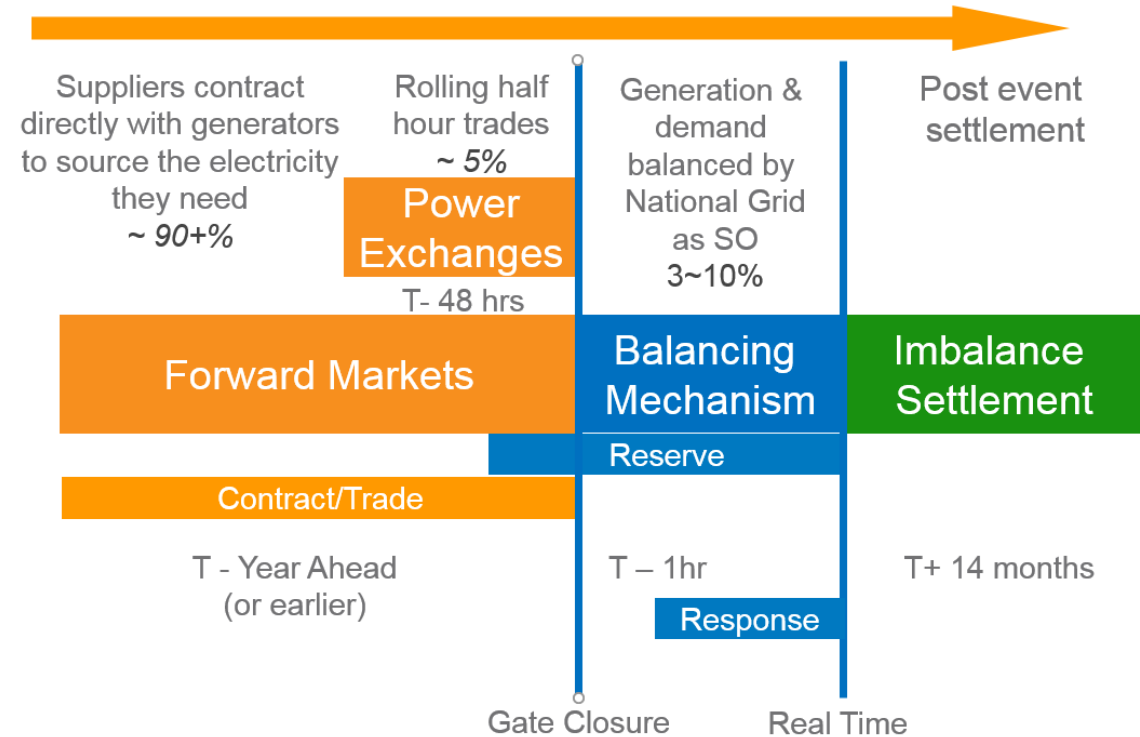 Suppliers contract
directly with generators
to source the electricity
they need
~ 90+%
Rolling half
hour trades
~ 5%
Power
Exchanges
T- 48 hrs
Generation &
demand
balanced by
National Grid
as SO
3~10%
Post event
settlement
Forward Markets
Balancing
Mechanism
Imbalance
Settlement
Reserve
Contract/Trade
T - Year Ahead
(or earlier)
T – 1hr
T+ 14 months
Response
Gate Closure
Real Time